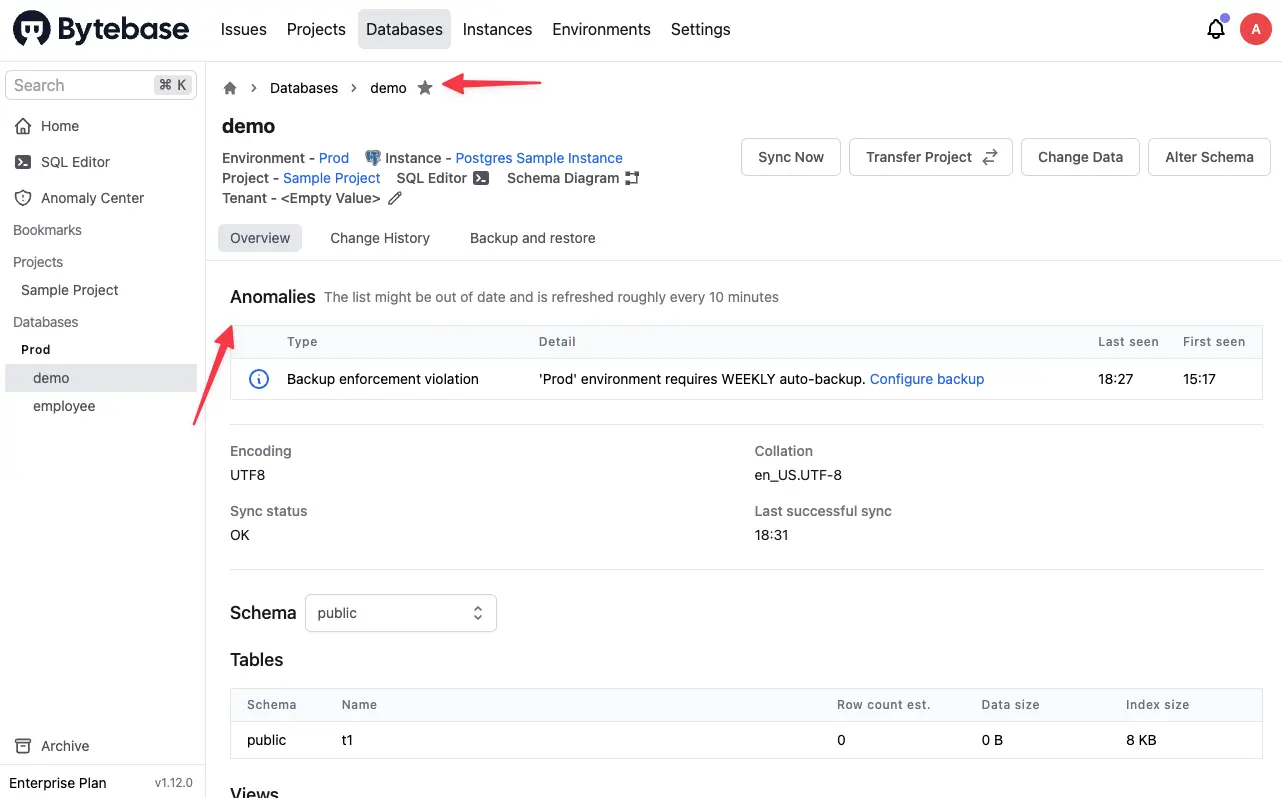 Bytebase Issues Projects Databases Instances Environments Settings A
Search ⌘ K
Home
SQL Editor
Anomaly Center
Bookmarks
Projects
Sample Project
Databases
Prod
demo
employee
Archive
Enterprise Plan v1.12.0
Databases > demo
demo
Environment - Prod Instance - Postgres Sample Instance
Project - Sample Project SQL Editor Schema Diagram
Tenant - <Empty Value>
Sync Now Transfer Project Change Data Alter Schema
Overview Change History Backup and restore
Anomalies The list might be out of date and is refreshed roughly every 10 minutes
Type Detail Last seen First seen
Backup enforcement violation 'Prod' environment requires WEEKLY auto-backup. Configure backup 18:27 15:17
Encoding Collation
UTF8 en_US.UTF-8
Sync status Last successful sync
OK 18:31
Schema public
Tables
Schema Name Row count est. Data size Index size
public t1 0 0 B 8 KB
Views